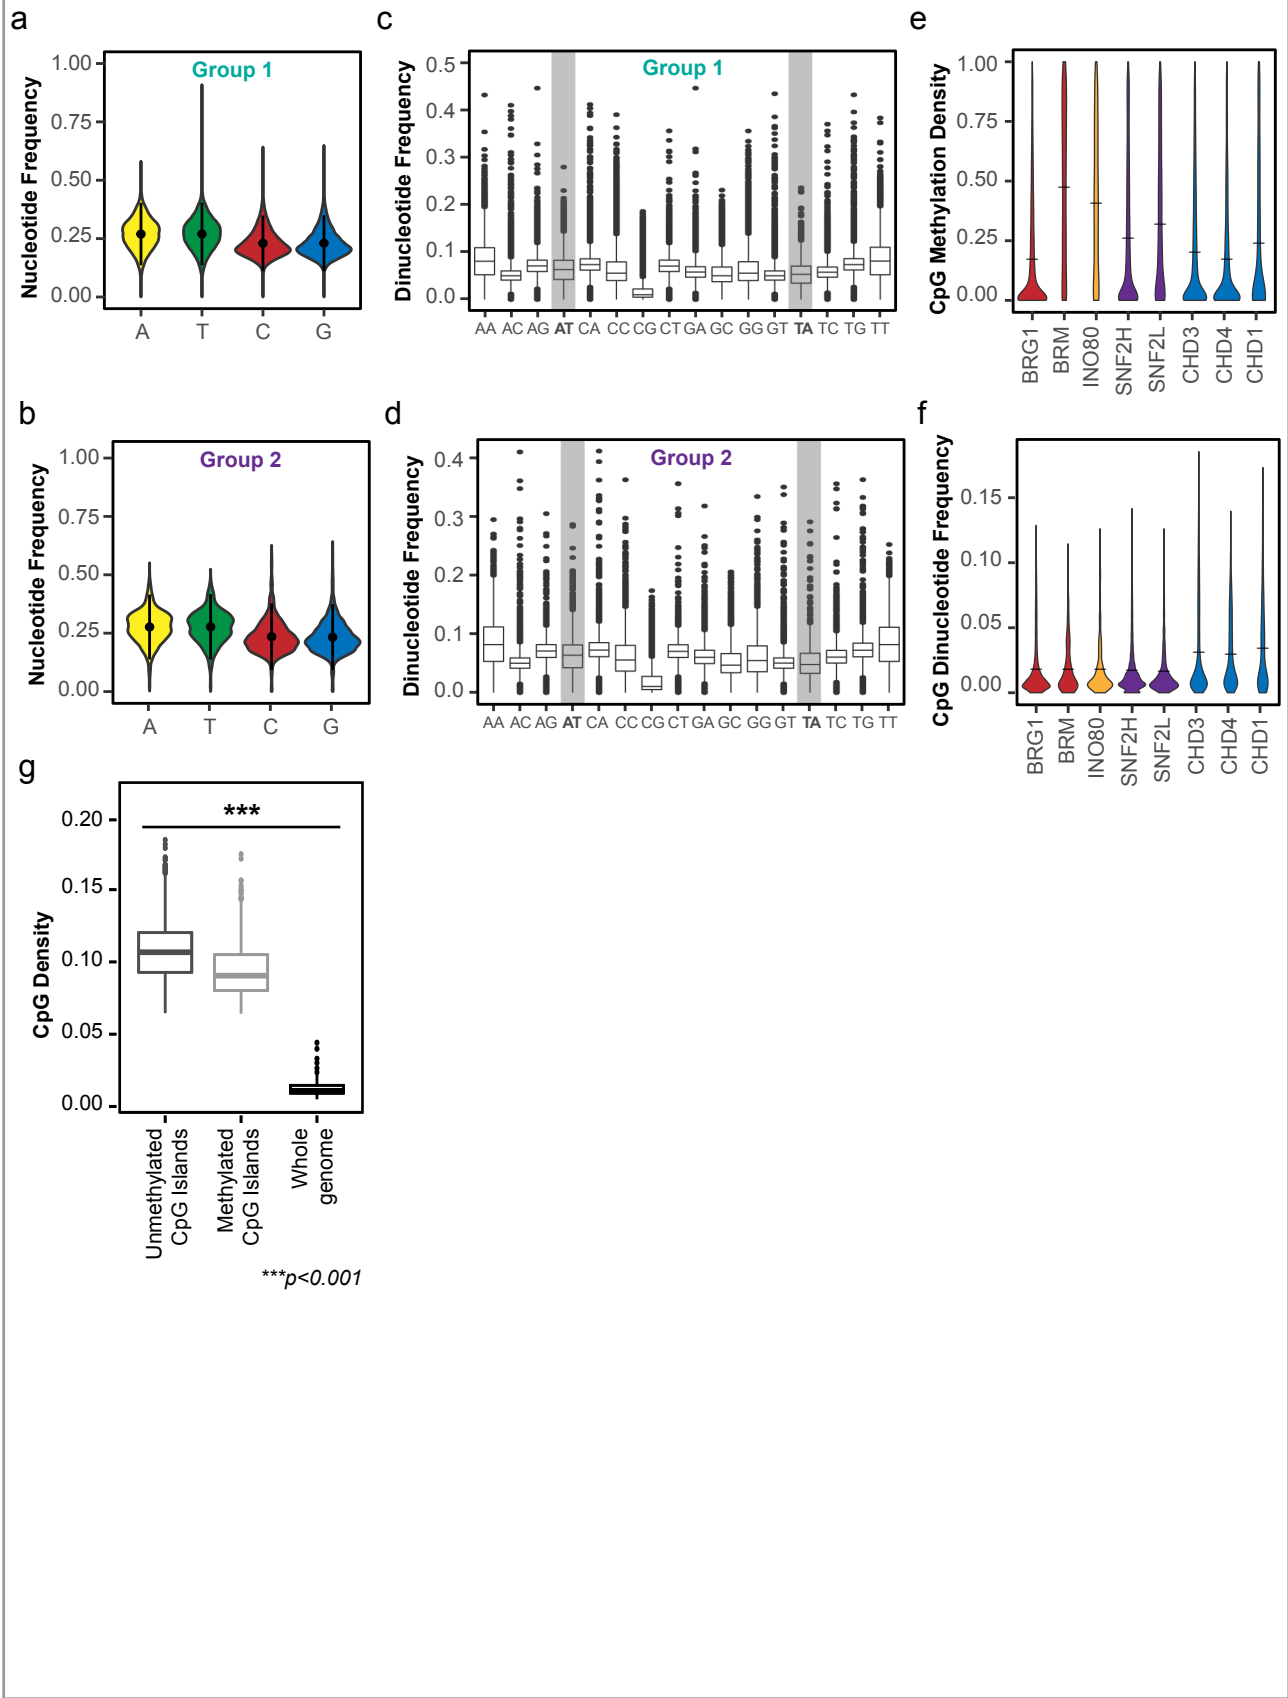 a
Group 1
Nucleotide Frequency
1.00
0.75
0.50
0.25
0.00
A T C G
c
Group 1
Dinucleotide Frequency
0.5
0.4
0.3
0.2
0.1
0.0
AA AC AG AT CA CC CG CT GA GC GG GT TA TC TG TT
e
CpG Methylation Density
1.00
0.75
0.50
0.25
0.00
BRG1
BRM
INO80
SNF2H
SNF2L
CHD3
CHD4
CHD1
b
Group 2
Nucleotide Frequency
1.00
0.75
0.50
0.25
0.00
A T C G
d
Group 2
Dinucleotide Frequency
0.4
0.3
0.2
0.1
0.0
AA AC AG AT CA CC CG CT GA GC GG GT TA TC TG TT
f
CpG Dinucleotide Frequency
0.15
0.10
0.05
0.00
BRG1
BRM
INO80
SNF2H
SNF2L
CHD3
CHD4
CHD1
g
***
CpG Density
0.20
0.15
0.10
0.05
0.00
Unmethylated
CpG Islands
Methylated
CpG Islands
Whole
genome
***p<0.001